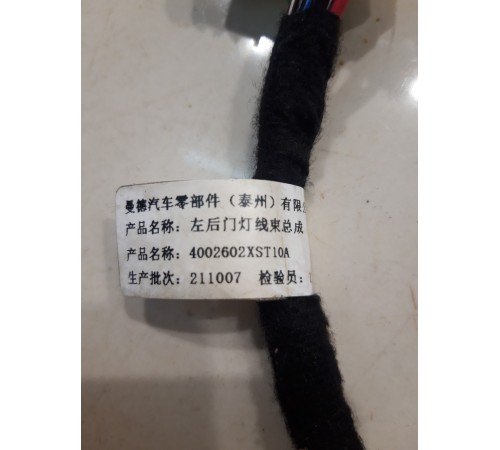 曼德汽车零部件（泰州）有限
产品名称：左后门灯线束总成
产品名称：4002602XST10A
生产批次：211007 检验员：